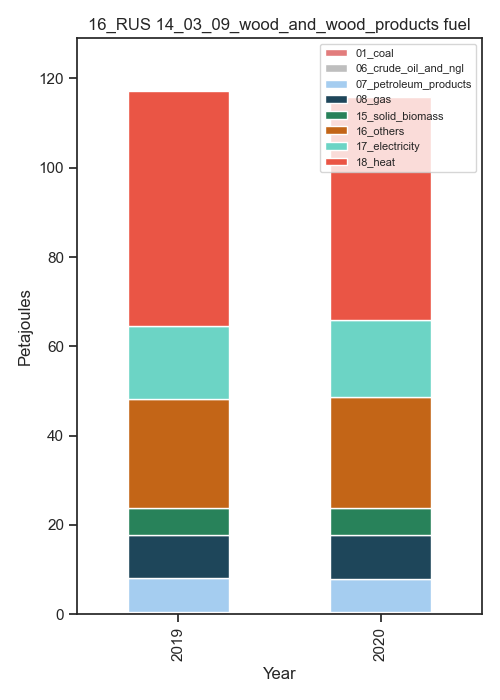 16_RUS 14_03_09_wood_and_wood_products fuel
01_coal
06_crude_oil_and_ngl
07_petroleum_products
08_gas
15_solid_biomass
16_others
17_electricity
18_heat
120
100
80
60
40
20
0
Petajoules
2019
2020
Year